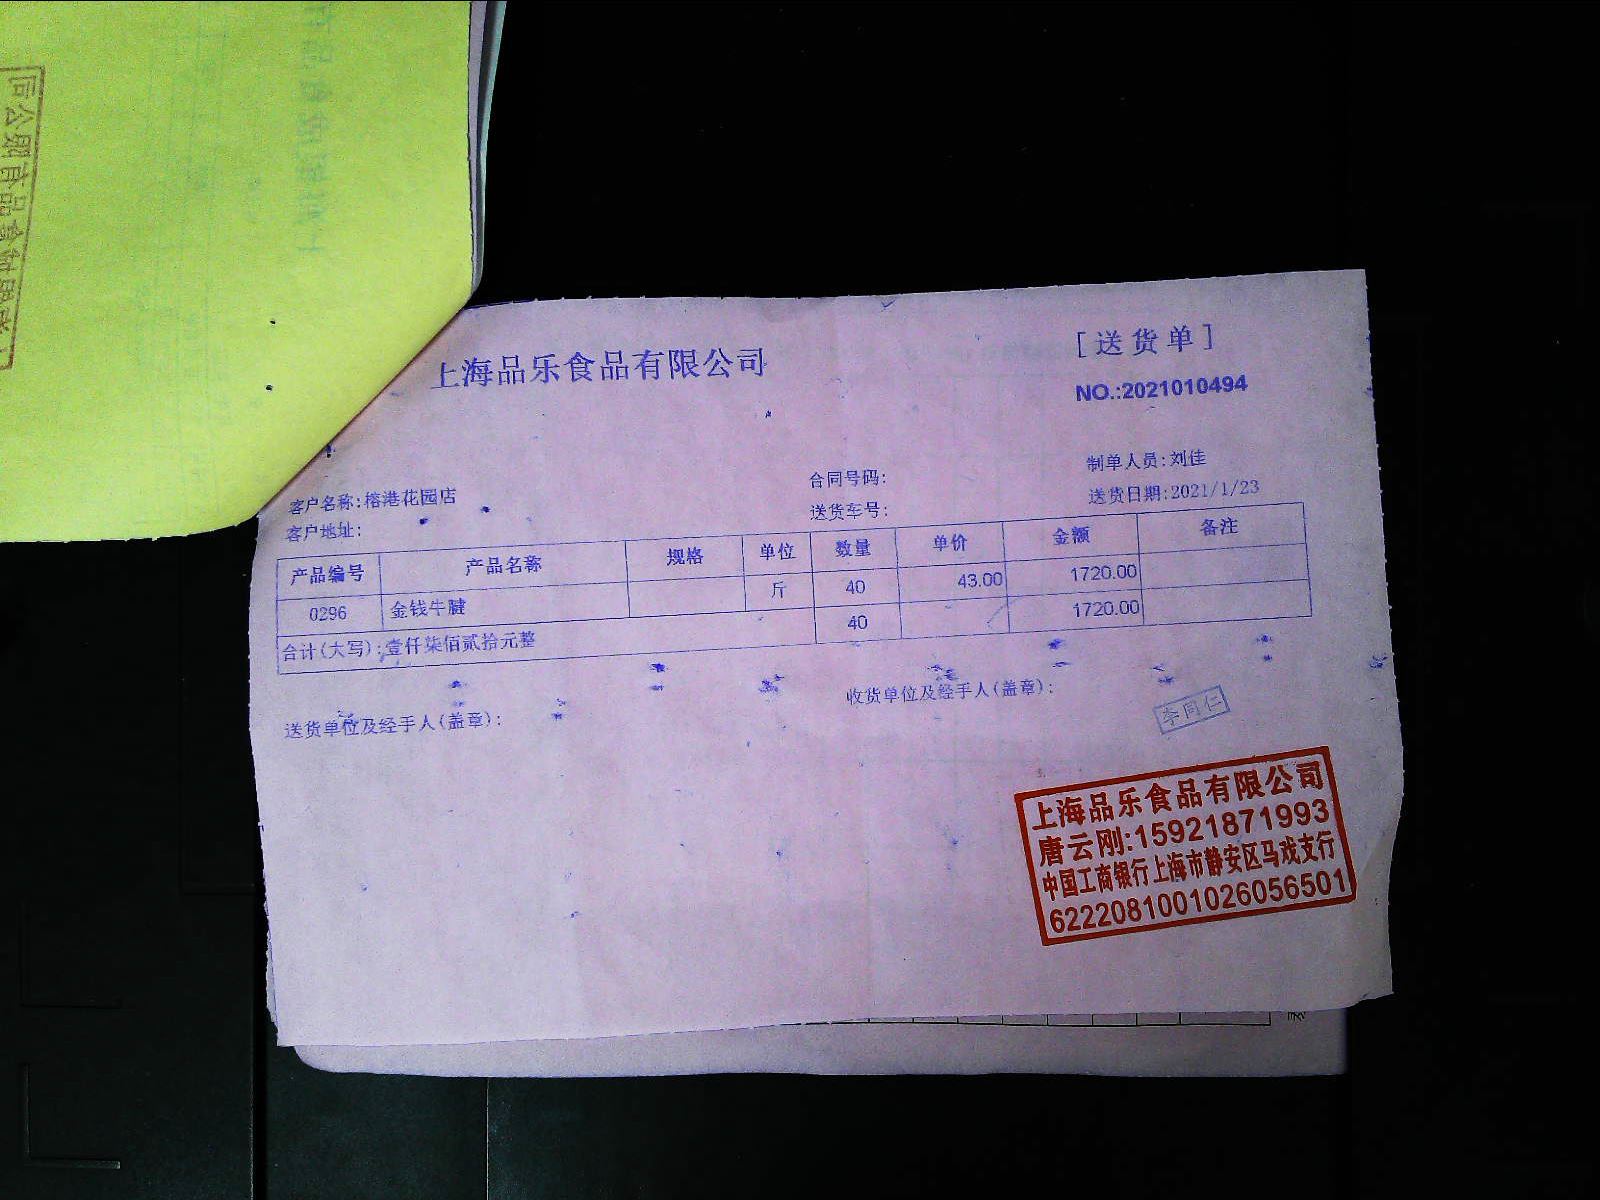 上海品乐食品有限公司
[送货单]
NO.:2021010494
客户名称:榕港花园店
合同号码:
制单人员:刘佳
客户地址:
送货车号:
送货日期:2021/1/23
产品编号 产品名称 规格 单位 数量 单价 金额 备注
0296 金钱牛腱 斤 40 43.00 1720.00
合计(大写):壹仟柒佰贰拾元整 40 1720.00
送货单位及经手人(盖章):
收货单位及经手人(盖章):
上海品乐食品有限公司
唐云刚:15921871993
中国工商银行上海市静安区马戏支行
6222081001026056501